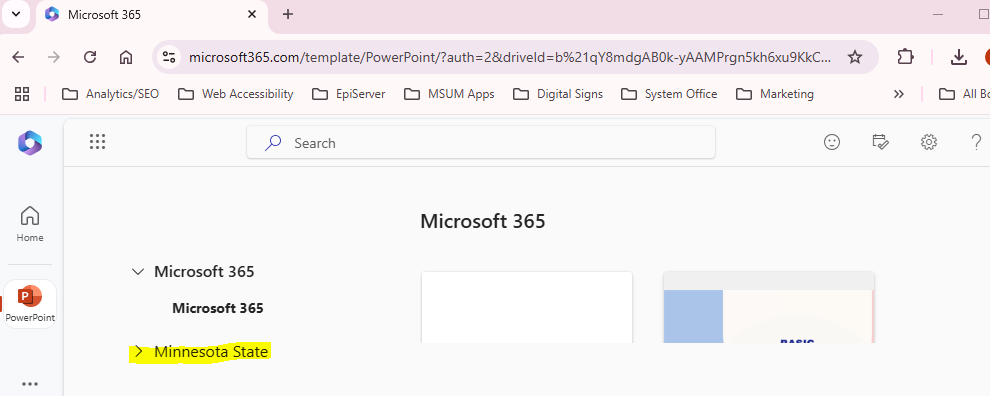 Microsoft 365
microsoft365.com/template/PowerPoint/?auth=2&driveId=b%21qY8mdgAB0k-yAAMPrgn5kh6xu9KkC...
Analytics/SEO Web Accessibility EpiServer MSUM Apps Digital Signs System Office Marketing » All Bo
Search
?
Home
P
PowerPoint
Microsoft 365
Microsoft 365
Microsoft 365
Minnesota State
BASIC